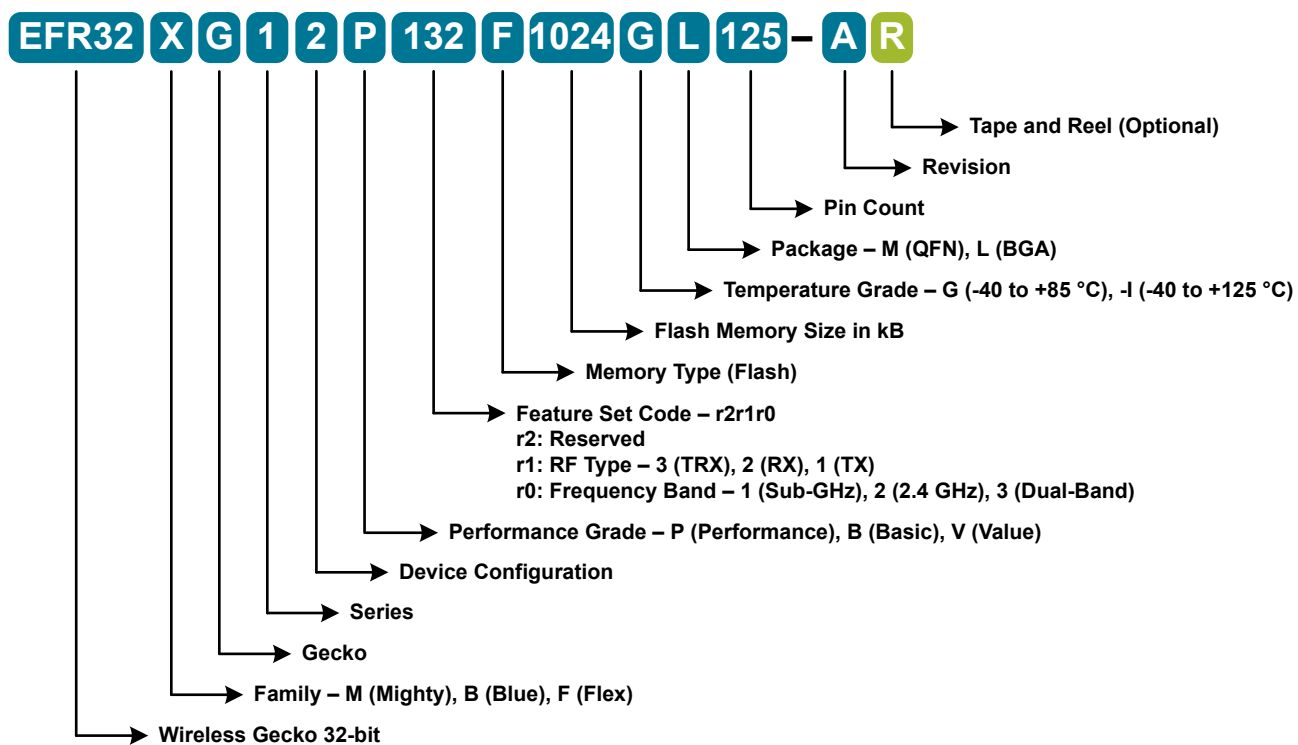 EFR32 X G 1 2 P 132 F 1024 G L 125 – A R
Tape and Reel (Optional)
Revision
Pin Count
Package – M (QFN), L (BGA)
Temperature Grade – G (-40 to +85 °C), -I (-40 to +125 °C)
Flash Memory Size in kB
Memory Type (Flash)
Feature Set Code – r2r1r0
r2: Reserved
r1: RF Type – 3 (TRX), 2 (RX), 1 (TX)
r0: Frequency Band – 1 (Sub-GHz), 2 (2.4 GHz), 3 (Dual-Band)
Performance Grade – P (Performance), B (Basic), V (Value)
Device Configuration
Series
Gecko
Family – M (Mighty), B (Blue), F (Flex)
Wireless Gecko 32-bit